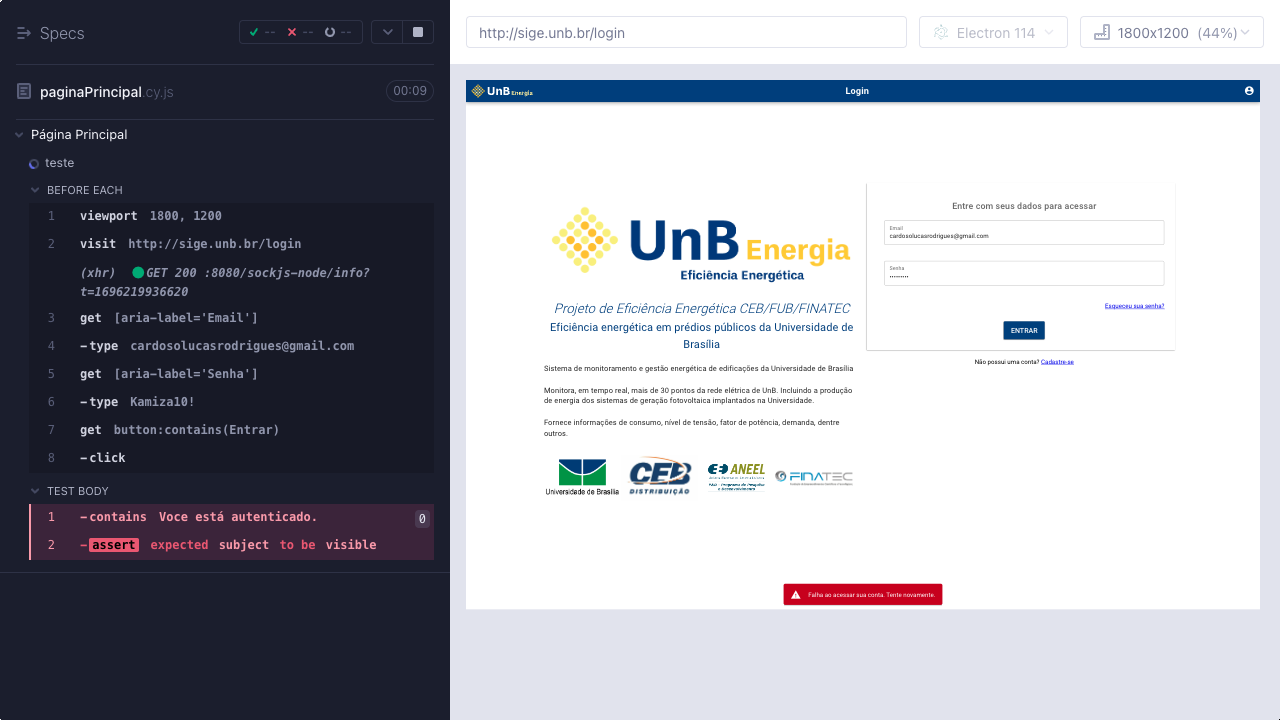 Specs
-- -- --
paginaPrincipal.cy.js 00:09
Página Principal
teste
BEFORE EACH
1 viewport 1800, 1200
2 visit http://sige.unb.br/login
(xhr) GET 200 :8080/sockjs-node/info?
t=1696219366200
3 get [aria-label='Email']
4 -type cardosolucasrodrigues@gmail.com
5 get [aria-label='Senha']
6 -type Analuiza10!
7 get button:contains(Entrar)
8 -click
TEST BODY
1 -contains Voce está autenticado. 0
2 -assert expected subject to be visible
http://sige.unb.br/login
Electron 114
1800x1200 (44%)
UnB Energia
Login
UnB Energia
Eficiência Energética
Projeto de Eficiência Energética CEB/FUB/FINATEC
Eficiência energética em prédios públicos da Universidade de
Brasília
Sistema de monitoramento e gestão energética de edificações da Universidade de Brasília
Monitora, em tempo real, mais de 30 pontos da rede elétrica de UnB. Incluindo a produção
de energia dos sistemas de geração fotovoltaica implantados na Universidade.
Fornece informações de consumo, nível de tensão, fator de potência, demanda, dentre
outros.
Universidade de Brasília
CEB
DISTRIBUIÇÃO
ANEEL
FINATEC
Entre com seus dados para acessar
Email
cardosolucasrodrigues@gmail.com
Senha
Esqueceu sua senha?
ENTRAR
Não possui uma conta? Cadastre-se
Falha ao acessar sua conta. Tente novamente.